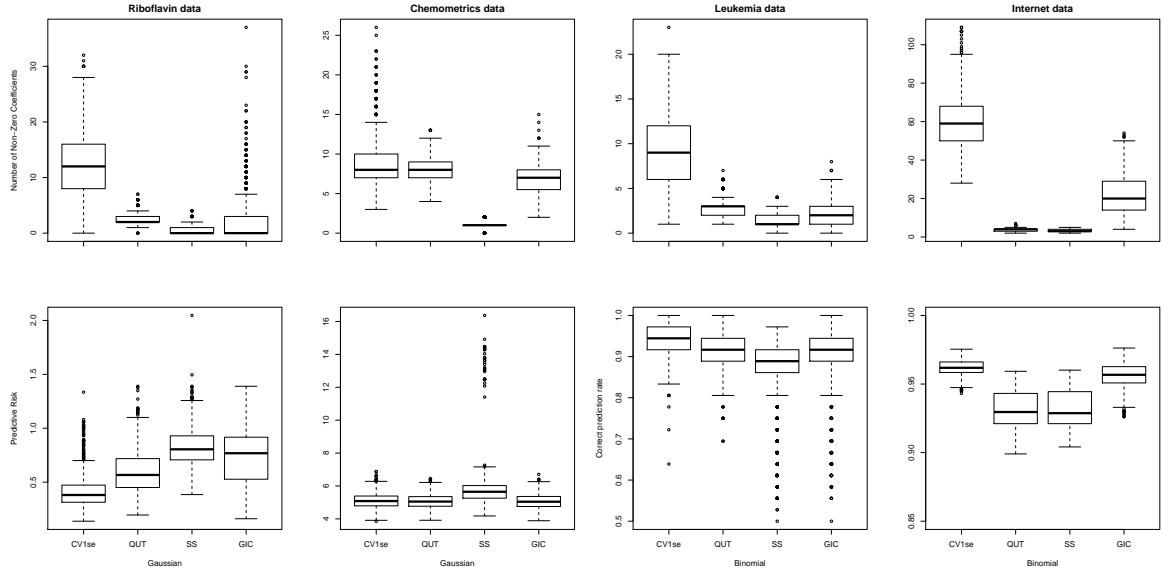 Riboflavin data
Chemometrics data
Leukemia data
Internet data
Number of Non−Zero Coefficients
0
10
20
30
0
5
10
15
20
25
0
5
10
15
20
0
20
40
60
80
100
Predictive Risk
0.5
1.0
1.5
2.0
CV1se QUT SS GIC
Gaussian
4
6
8
10
12
14
16
CV1se QUT SS GIC
Gaussian
Correct prediction rate
0.5
0.6
0.7
0.8
0.9
1.0
CV1se QUT SS GIC
Binomial
0.85
0.90
0.95
1.00
CV1se QUT SS GIC
Binomial